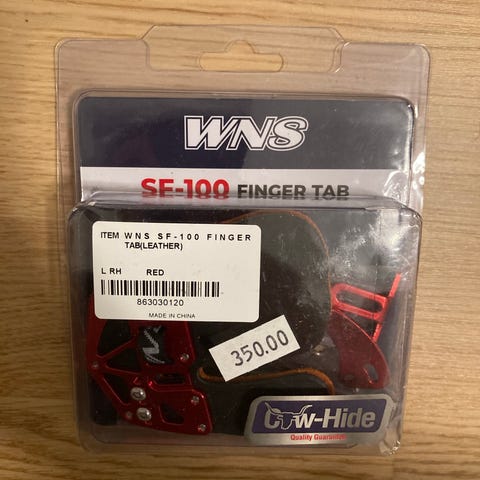 WNS
SF-100 FINGER TAB
ITEM WNS SF-100 FINGER
TAB(LEATHER)
L RH RED
863030120
MADE IN CHINA
350.00
Cow-Hide
Quality Guarantee